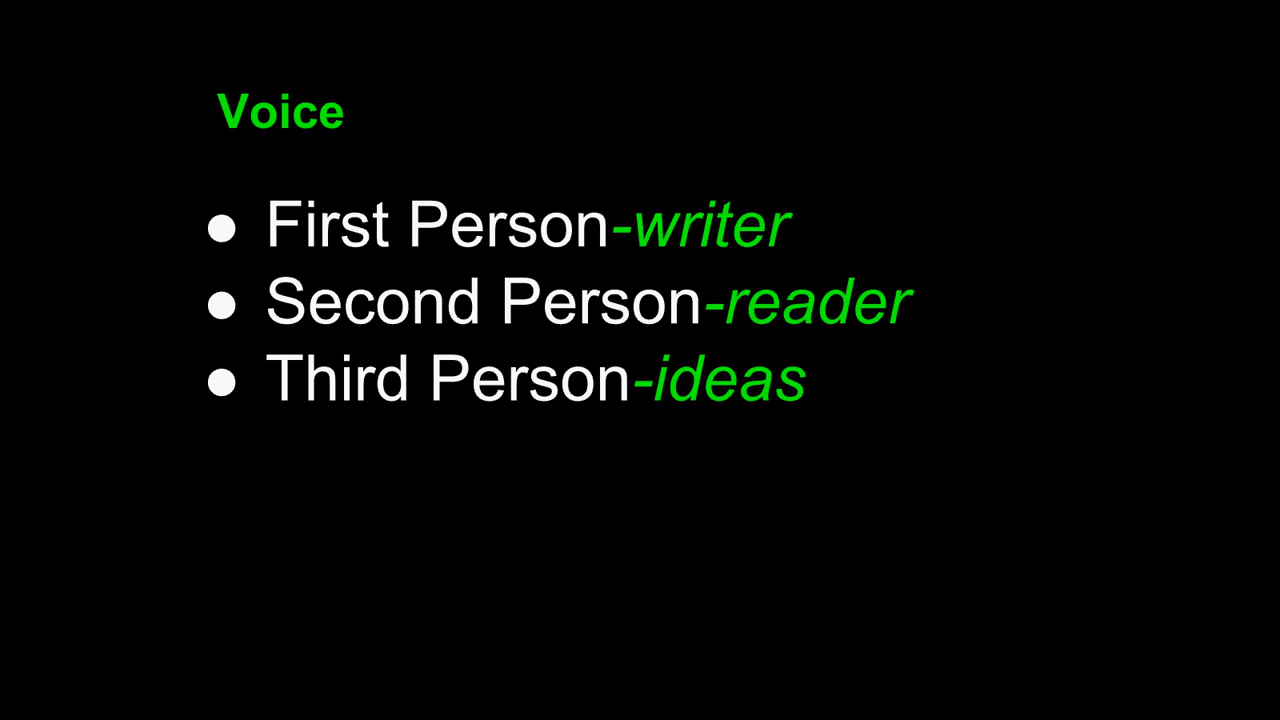 Voice
● First Person-writer
● Second Person-reader
● Third Person-ideas